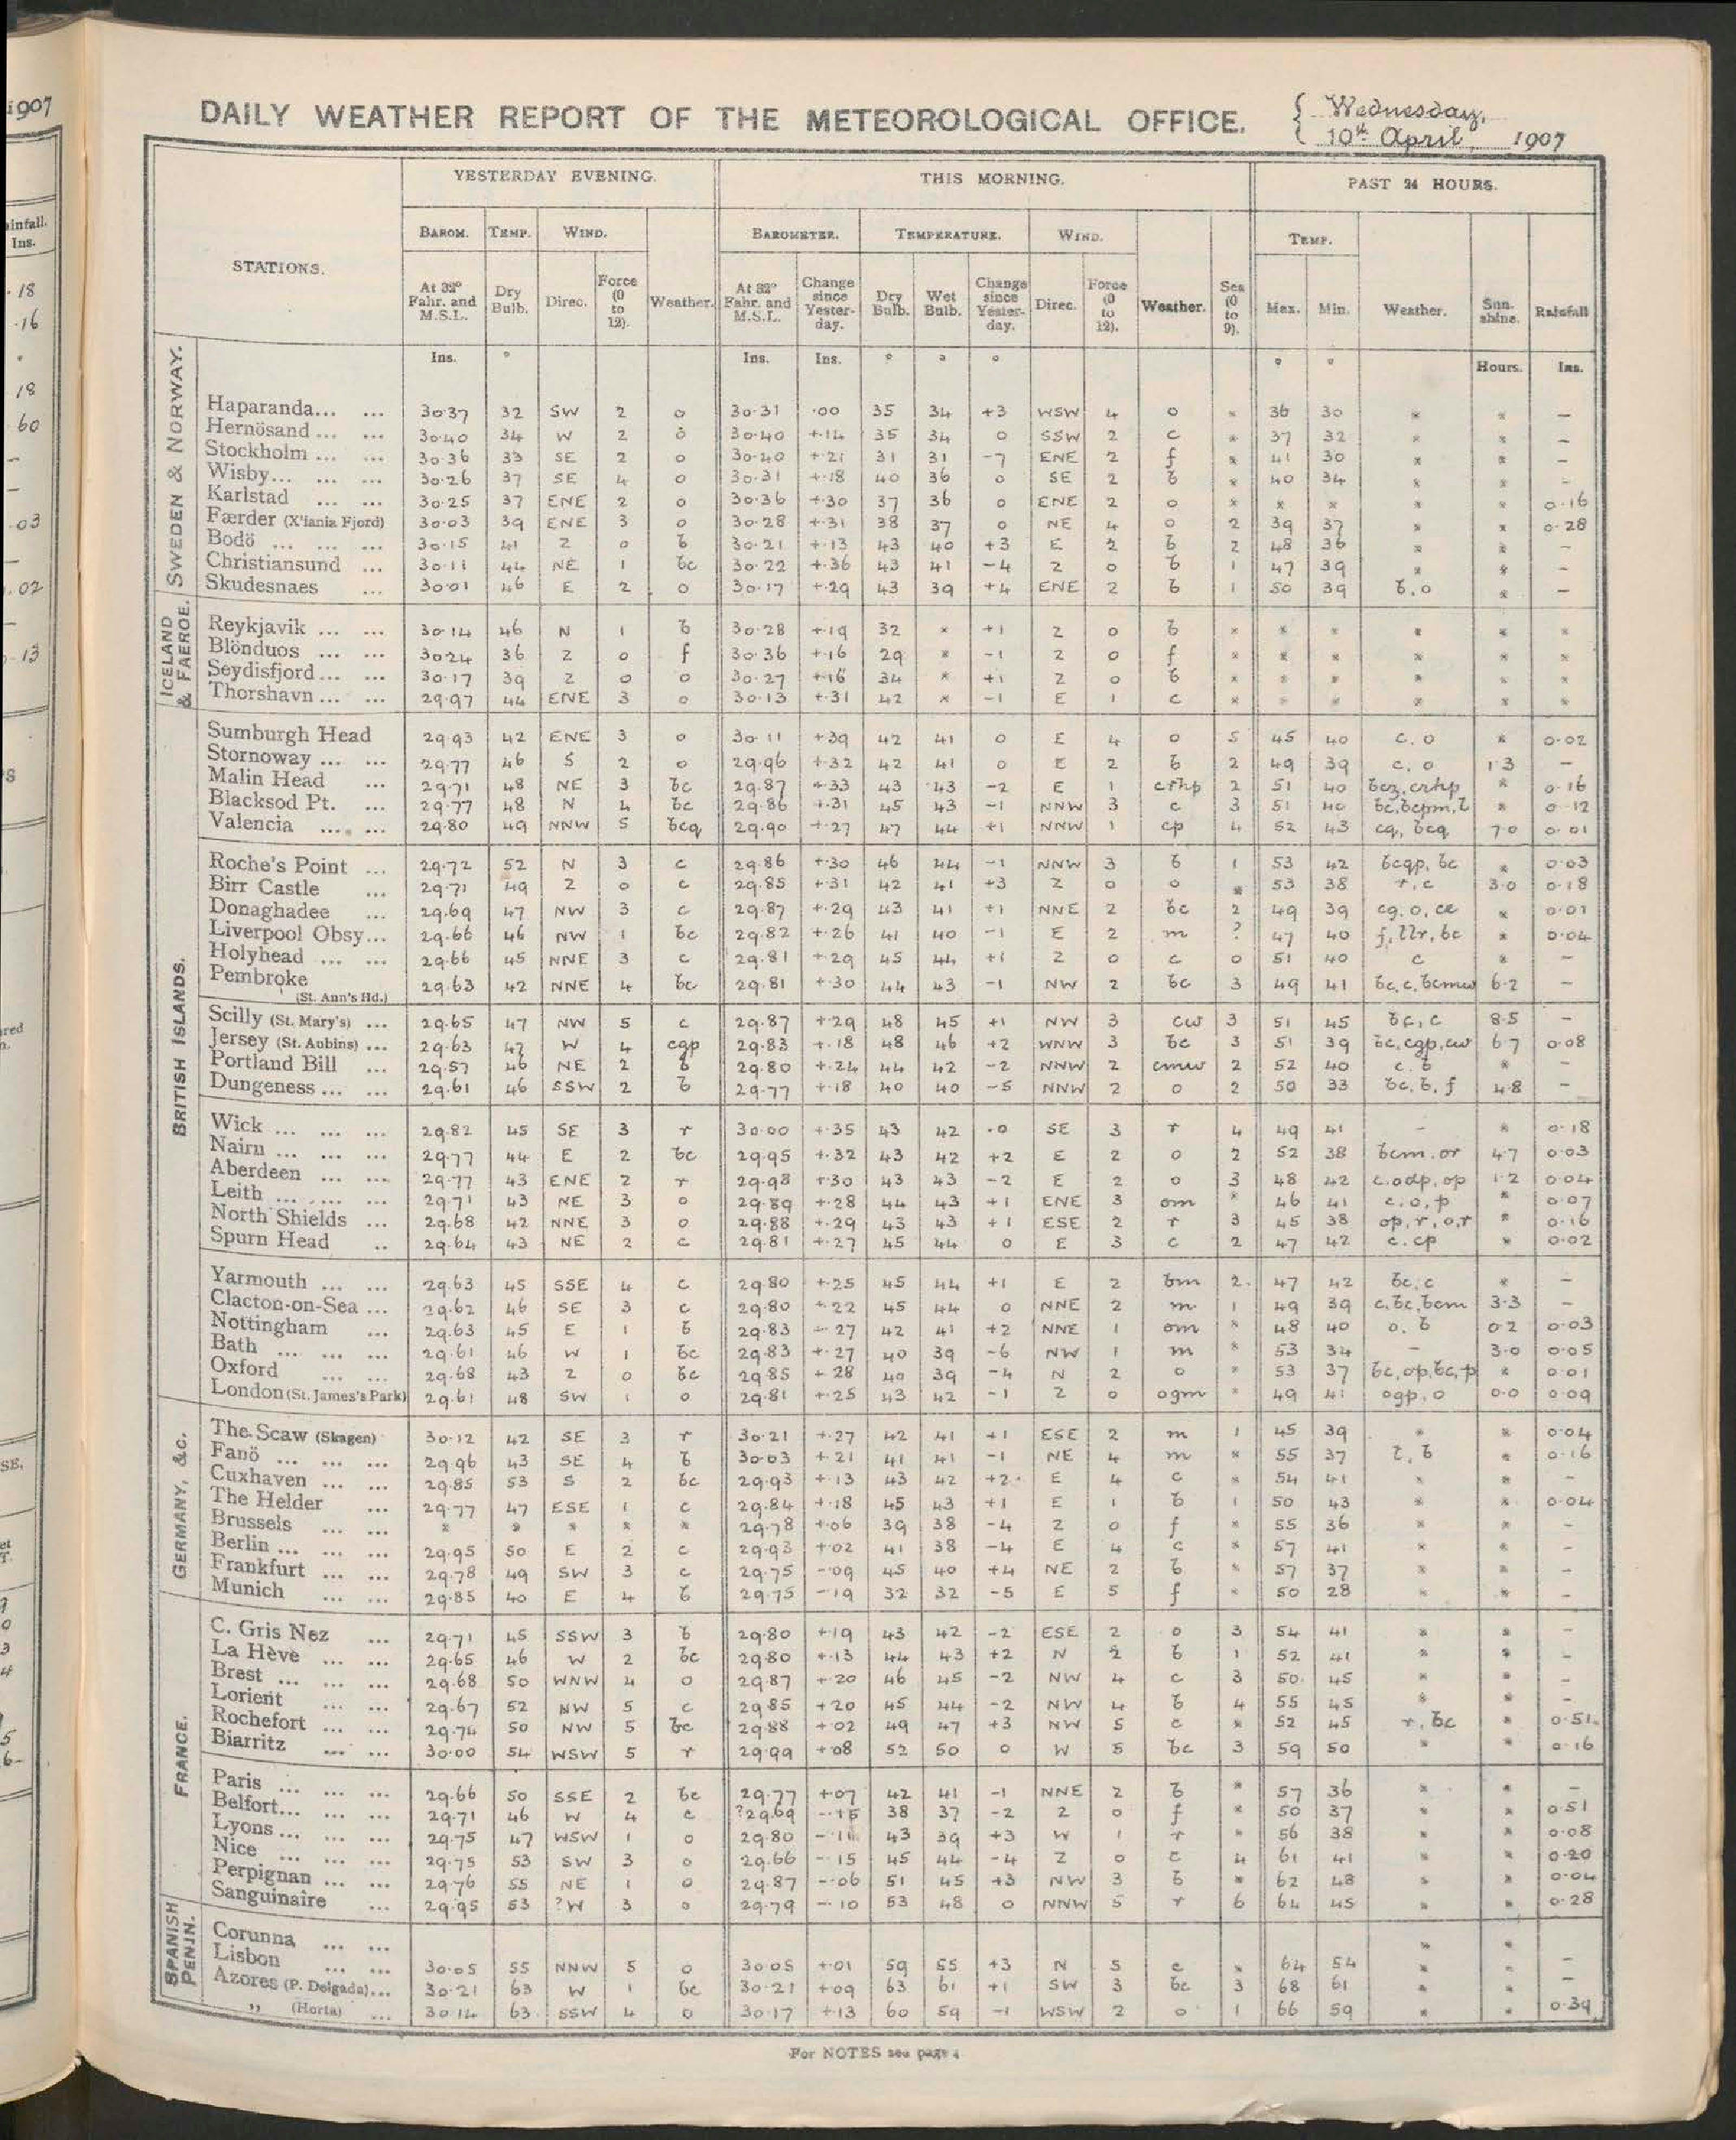 DAILY WEATHER REPORT OF THE METEOROLOGICAL OFFICE. { Wednesday,
{ 10th April, 1907
STATIONS. YESTERDAY EVENING. THIS MORNING. PAST 24 HOURS.
BAROM. TEMP. WIND. BAROMETER. TEMPERATURE. WIND. TEMP.
At 32° Fahr. and M.S.L. Dry Bulb. Direc. Force (0 to 12). Weather. At 32° Fahr. and M.S.L. Change since Yesterday. Dry Bulb. Wet Bulb. Change since Yesterday. Direc. Force (0 to 12). Weather. Sea (0 to 9). Max. Min. Weather. Sunshine. Rainfall
Ins. ° Ins. Ins. ° ° ° ° ° Hours. Ins.
SWEDEN & NORWAY.
Haparanda... ... 30.37 32 SW 2 o 30.31 .00 35 34 +3 WSW 4 o * 36 30 * * —
Hernösand ... ... 30.40 34 W 2 o 30.40 +.14 35 34 0 SSW 2 c * 37 32 * * —
Stockholm ... ... 30.36 33 SE 2 o 30.40 +.21 31 31 -7 ENE 2 f * 41 30 * * —
Wisby... ... ... 30.26 37 SE 4 o 30.31 +.18 40 36 0 SE 2 b * 40 34 * * —
Karlstad ... ... 30.25 37 ENE 2 o 30.36 +.30 37 36 0 ENE 2 o * * * * * 0.16
Færder (X'iania Fjord) 30.03 39 ENE 3 o 30.28 +.31 38 37 0 NE 4 o 2 39 37 * * 0.28
Bodö ... ... ... 30.15 41 Z 0 b 30.21 +.13 43 40 +3 E 2 b 2 48 36 * * —
Christiansund ... 30.11 44 NE 1 bc 30.22 +.36 43 41 -4 Z 0 b 1 47 39 * * —
Skudesnaes ... 30.01 46 E 2 o 30.17 +.29 43 39 +4 ENE 2 b 1 50 39 b,o * —
ICELAND & FAEROE.
Reykjavik ... ... 30.14 46 N 1 b 30.28 +.19 32 * +1 Z 0 b * * * * * *
Blönduos ... ... 30.24 36 Z 0 f 30.36 +.16 29 * -1 Z 0 f * * * * * *
Seydisfjord... ... 30.17 39 Z 0 o 30.27 +.16 34 * +1 Z 0 b * * * * * *
Thorshavn... ... 29.97 44 ENE 3 o 30.13 +.31 42 * -1 E 1 c * * * * * *
BRITISH ISLANDS.
Sumburgh Head 29.93 42 ENE 3 o 30.11 +.39 42 41 0 E 4 o 5 45 40 c.o * 0.02
Stornoway ... ... 29.77 46 S 2 o 29.96 +.32 42 41 0 E 2 b 2 49 39 c, o 1.3 —
Malin Head ... 29.71 48 NE 3 bc 29.87 +.33 43 43 -2 E 1 crhp 2 51 40 bcz, crhp * 0.16
Blacksod Pt. ... 29.77 48 N 4 bc 29.86 +.31 45 43 -1 NNW 3 c 3 51 40 bc,bcpm,l * 0.12
Valencia ... ... 29.80 49 NNW 5 bcq 29.90 +.27 47 44 +1 NNW 1 cp 4 52 43 cq, bcq 7.0 0.01
Roche's Point ... 29.72 52 N 3 c 29.86 +.30 46 44 -1 NNW 3 b 1 53 42 bcqp, bc * 0.03
Birr Castle ... 29.71 49 Z 0 c 29.85 +.31 42 41 +3 Z 0 o * 53 38 r, c 3.0 0.18
Donaghadee ... 29.69 47 NW 3 c 29.87 +.29 43 41 +1 NNE 2 bc 2 49 39 cg, o, ce * 0.01
Liverpool Obsy... 29.66 46 NW 1 bc 29.82 +.26 41 40 -1 E 2 m ? 47 40 f, llr, bc * 0.04
Holyhead ... ... 29.66 45 NNE 3 c 29.81 +.29 45 44 +1 Z 0 c 0 51 40 c * —
Pembroke (St. Ann's Hd.) 29.63 42 NNE 4 bc 29.81 +.30 44 43 -1 NW 2 bc 3 49 41 bc,c,bcmw 6.2 —
Scilly (St. Mary's) ... 29.65 47 NW 5 c 29.87 +.29 48 45 +1 NW 3 cw 3 51 45 bc, c 8.5 —
Jersey (St. Aubins) ... 29.63 47 W 4 cgp 29.83 +.18 48 46 +2 WNW 3 bc 3 51 39 bc,cgp,cw 6.7 0.08
Portland Bill ... 29.57 46 NE 2 b 29.80 +.24 44 42 -2 NNW 2 cmw 2 52 40 c.b * —
Dungeness ... ... 29.61 46 SSW 2 b 29.77 +.18 40 40 -5 NNW 2 o 2 50 33 bc, b, f 4.8 —
Wick ... ... ... 29.82 45 SE 3 r 30.00 +.35 43 42 .0 SE 3 r 4 49 41 — * 0.18
Nairn ... ... ... 29.77 44 E 2 bc 29.95 +.32 43 42 +2 E 2 o 2 52 38 bcm.or 4.7 0.03
Aberdeen ... ... 29.77 43 ENE 2 r 29.98 +.30 43 43 -2 E 2 o 3 48 42 c.odp, op 1.2 0.04
Leith ... ... ... 29.71 43 NE 3 o 29.89 +.28 44 43 +1 ENE 3 om * 46 41 c, o, p * 0.07
North Shields ... 29.68 42 NNE 3 o 29.88 +.29 43 43 +1 ESE 2 r 3 45 38 op, r, o,r * 0.16
Spurn Head .. 29.64 43 NE 2 c 29.81 +.27 45 44 0 E 3 c 2 47 42 c.cp * 0.02
Yarmouth ... ... 29.63 45 SSE 4 c 29.80 +.25 45 44 +1 E 2 bm 2. 47 42 bc, c * —
Clacton-on-Sea ... 29.62 46 SE 3 c 29.80 +.22 45 44 0 NNE 2 m 1 49 39 c, bc, bcm 3.3 —
Nottingham ... 29.63 45 E 1 b 29.83 +.27 42 41 +2 NNE 1 om * 48 40 o, b 0.2 0.03
Bath ... ... ... 29.61 46 W 1 bc 29.83 +.27 40 39 -6 NW 1 m * 53 34 — 3.0 0.05
Oxford ... ... 29.68 43 Z 0 bc 29.85 +.28 40 39 -4 N 2 o * 53 37 bc,op,bc,p * 0.01
London (St. James's Park) 29.61 48 SW 1 o 29.81 +.25 43 42 -1 Z 0 ogm * 49 41 ogp, o 0.0 0.09
GERMANY, &c.
The Scaw (Skagen) 30.12 42 SE 3 r 30.21 +.27 42 41 +1 ESE 2 m 1 45 39 * * 0.04
Fanö ... ... ... 29.96 43 SE 4 b 30.03 +.21 41 41 -1 NE 4 m * 55 37 l, b * 0.16
Cuxhaven ... ... 29.85 53 S 2 bc 29.93 +.13 43 42 +2 E 4 c * 54 41 * * —
The Helder ... 29.77 47 ESE 1 c 29.84 +.18 45 43 +1 E 1 b 1 50 43 * * 0.04
Brussels ... ... * * * * * 29.78 +.06 39 38 -4 Z 0 f * 55 36 * * —
Berlin ... ... ... 29.95 50 E 2 c 29.93 +.02 41 38 -4 E 4 c * 57 41 * * —
Frankfurt ... ... 29.78 49 SW 3 c 29.75 -.09 45 40 +4 NE 2 b * 57 37 * * —
Munich ... ... 29.85 40 E 4 b 29.75 -.19 32 32 -5 E 5 f * 50 28 * * —
FRANCE.
C. Gris Nez ... 29.71 45 SSW 3 b 29.80 +.19 43 42 -2 ESE 2 o 3 54 41 * * —
La Hève ... ... 29.65 46 W 2 bc 29.80 +.13 44 43 +2 N 2 b 1 52 41 * * —
Brest ... ... ... 29.68 50 WNW 4 o 29.87 +.20 46 45 -2 NW 4 c 3 50. 45 * * —
Lorient ... ... 29.67 52 NW 5 c 29.85 +.20 45 44 -2 NW 4 b 4 55 45 * * —
Rochefort ... ... 29.74 50 NW 5 bc 29.88 +.02 49 47 +3 NW 5 c * 52 45 r, bc * 0.51
Biarritz ... ... 30.00 54 WSW 5 r 29.99 +.08 52 50 0 W 5 bc 3 59 50 * * 0.16
Paris ... ... ... 29.66 50 SSE 2 bc 29.77 +.07 42 41 -1 NNE 2 b * 57 36 * * —
Belfort... ... ... 29.71 46 W 4 c ?29.69 -.15 38 37 -2 Z 0 f * 50 37 * * 0.51
Lyons ... ... ... 29.75 47 WSW 1 o 29.80 43 39 +3 W 1 r * 56 38 * * 0.08
Nice ... ... ... 29.75 53 SW 3 o 29.66 -.15 45 44 -4 Z 0 c 4 61 41 * * 0.20
Perpignan ... ... 29.76 55 NE 1 o 29.87 -.06 51 45 +3 NW 3 b * 62 48 * * 0.04
Sanguinaire ... 29.95 53 ?W 3 o 29.79 -.10 53 48 0 NNW 5 r 6 64 45 * * 0.28
SPANISH PENIN.
Corunna ... ... * *
Lisbon ... ... 30.05 55 NNW 5 o 30.05 +.01 59 55 +3 N 5 c 64 54 * * —
Azores (P. Delgada)... 30.21 63 W 1 bc 30.21 +.09 63 61 +1 SW 3 bc 3 68 61 * * —
,, (Horta) ... 30.14 63. SSW 4 o 30.17 +.13 60 59 -1 WSW 2 o 1 66 59 * * 0.39
For NOTES see page 4